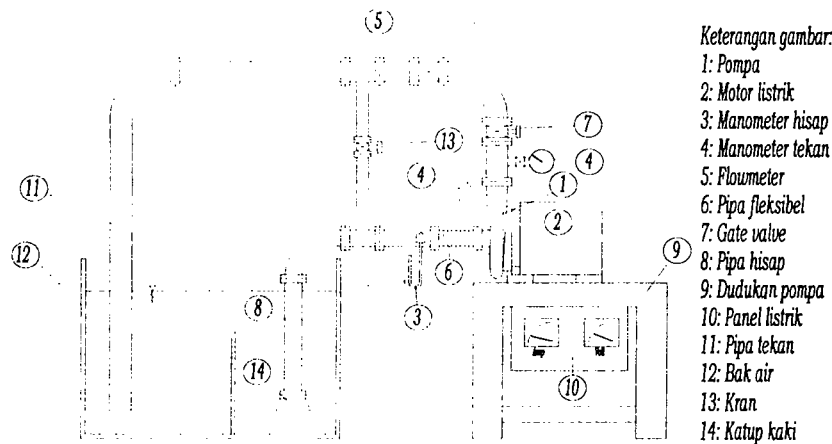 5
Keterangan gambar:
1: Pompa
2: Motor listrik
3: Manometer hisap
4: Manometer tekan
5: Flowmeter
6: Pipa fleksibel
7: Gate valve
8: Pipa hisap
9: Dudukan pompa
10: Panel listrik
11: Pipa tekan
12: Bak air
13: Kran
14: Katup kaki
7
13
4
4
11
1
2
12
9
6
8
3
Amp
Volt
14
10